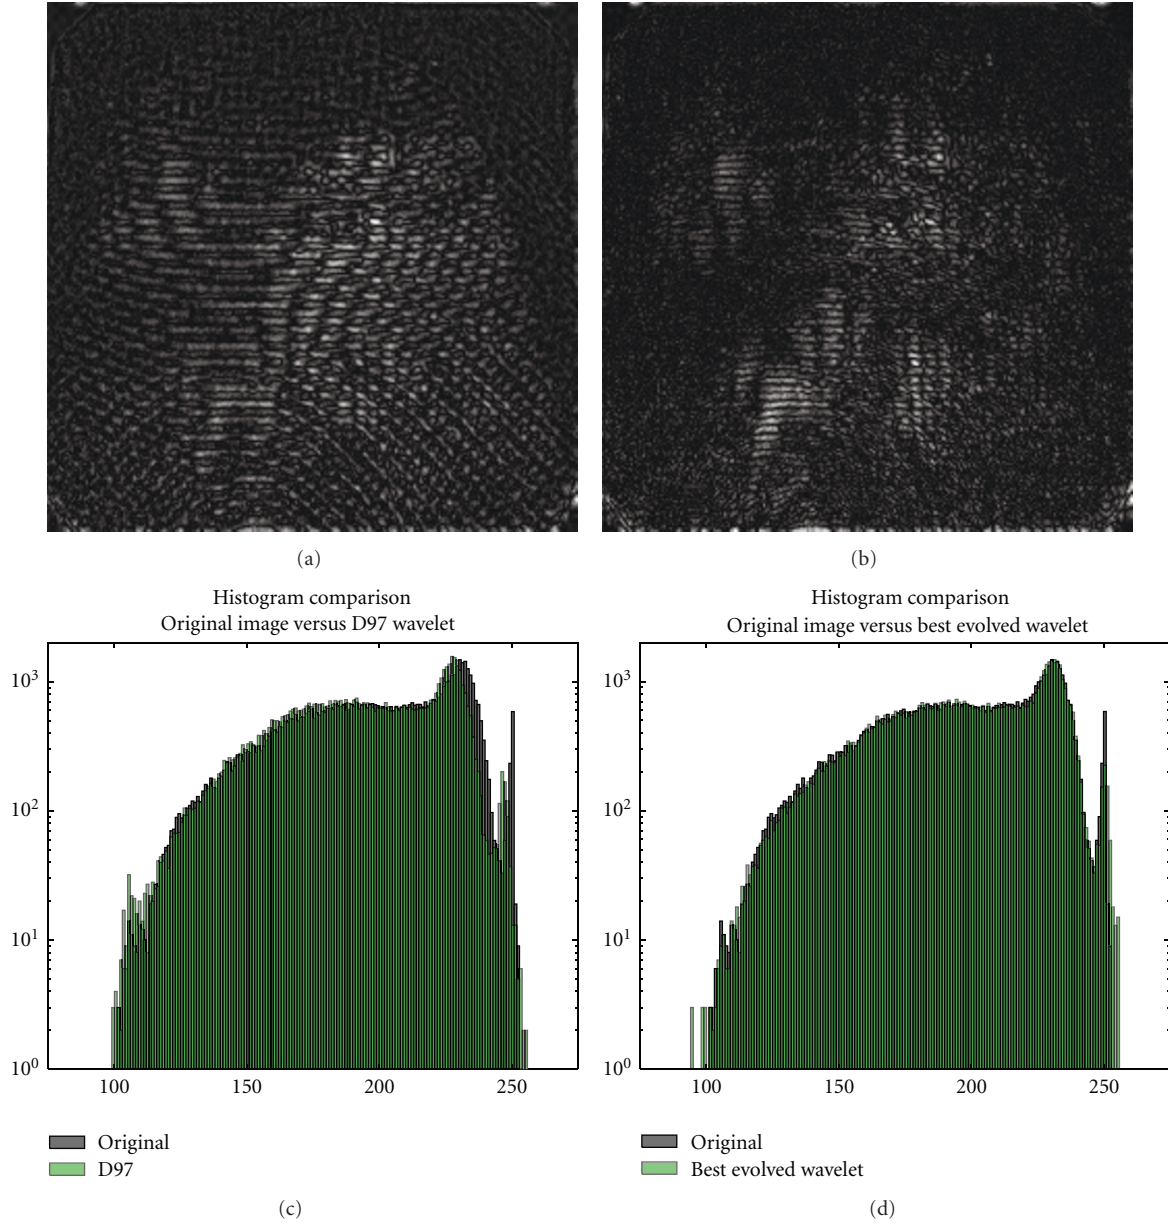 (a)
(b)
Histogram comparison
Original image versus D97 wavelet
10³
10²
10¹
10⁰
100 150 200 250
Original
D97
(c)
Histogram comparison
Original image versus best evolved wavelet
10³
10²
10¹
10⁰
100 150 200 250
Original
Best evolved wavelet
(d)